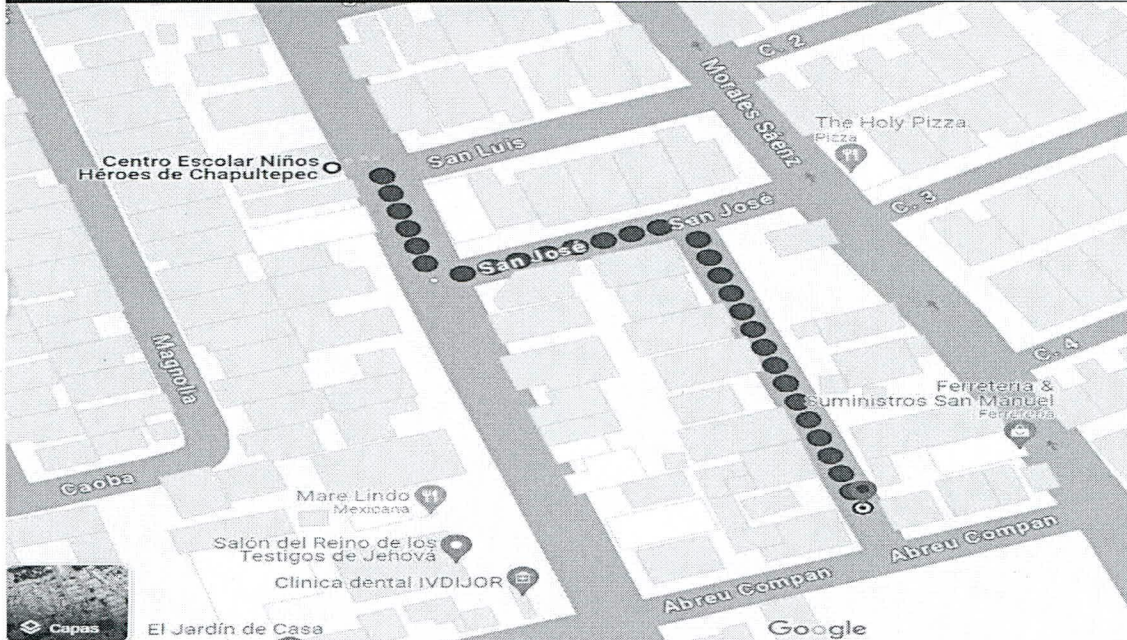 C. 2
Morales Sáenz
The Holy Pizza
Pizza
San Luis
Centro Escolar Niños
Héroes de Chapultepec
C. 3
San José
San José
Magnolia
C. 4
Ferreteria &
Suministros San Manuel
Ferretería
Caoba
Mare Lindo
Mexicana
Salón del Reino de los
Testigos de Jehová
Abreu Compan
Clinica dental IVDIJOR
Abreu Compan
Capas
El Jardín de Casa
Google